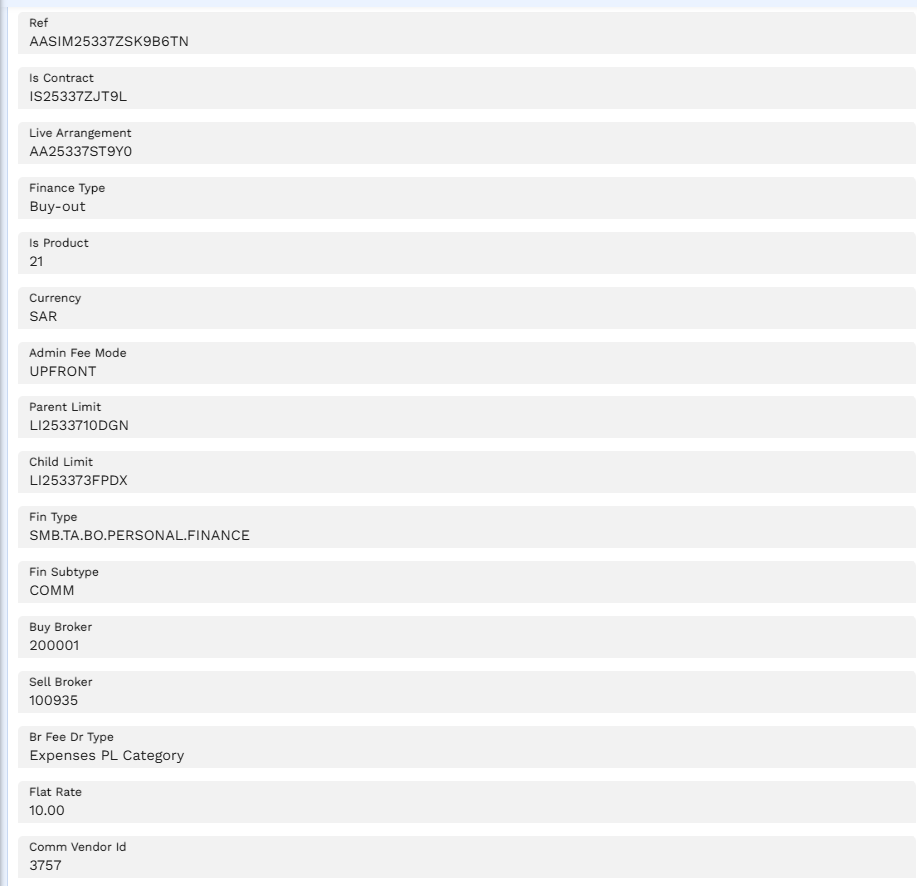 Ref
AASIM25337ZSK9B6TN
Is Contract
IS25337ZJT9L
Live Arrangement
AA25337ST9Y0
Finance Type
Buy-out
Is Product
21
Currency
SAR
Admin Fee Mode
UPFRONT
Parent Limit
LI2533710DGN
Child Limit
LI253373FPDX
Fin Type
SMB.TA.BO.PERSONAL.FINANCE
Fin Subtype
COMM
Buy Broker
200001
Sell Broker
100935
Br Fee Dr Type
Expenses PL Category
Flat Rate
10.00
Comm Vendor Id
3757